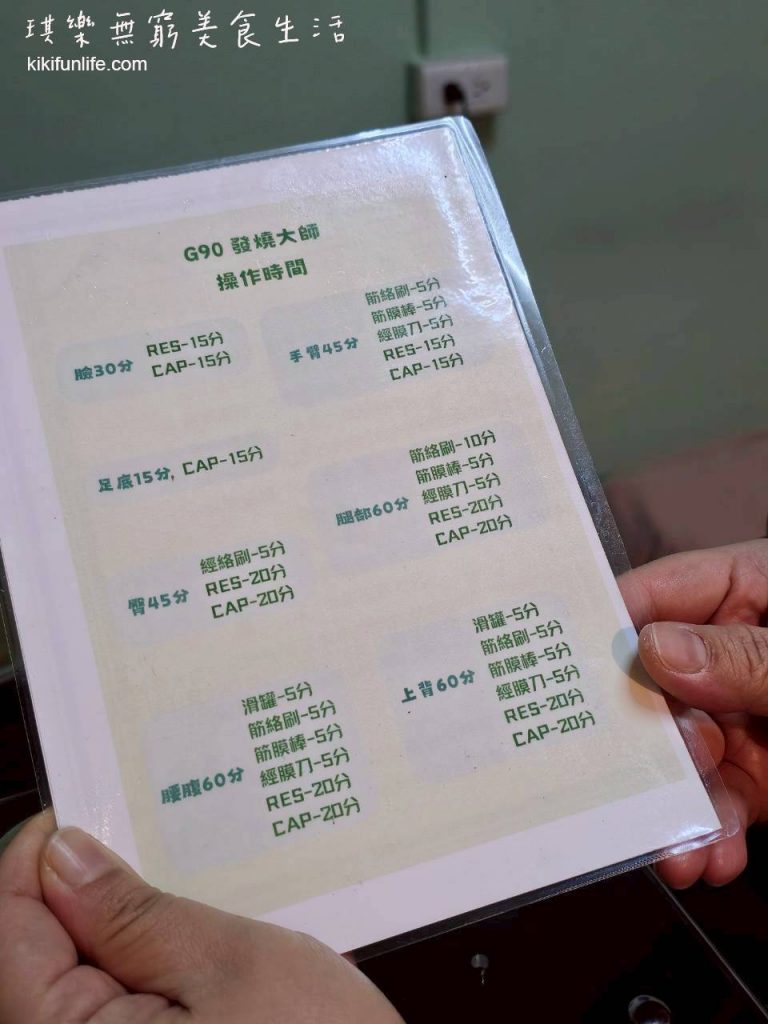 琪樂無窮美食生活
kikifunlife.com
G90 發燒大師
操作時間
臉30分
RES-15分
CAP-15分
手臂45分
筋絡刷-5分
筋膜棒-5分
經膜刀-5分
RES-15分
CAP-15分
足底15分, CAP-15分
腿部60分
筋絡刷-10分
筋膜棒-5分
經膜刀-5分
RES-20分
CAP-20分
臀45分
經絡刷-5分
RES-20分
CAP-20分
上背60分
滑罐-5分
筋絡刷-5分
筋膜棒-5分
經膜刀-5分
RES-20分
CAP-20分
腰腹60分
滑罐-5分
筋絡刷-5分
筋膜棒-5分
經膜刀-5分
RES-20分
CAP-20分